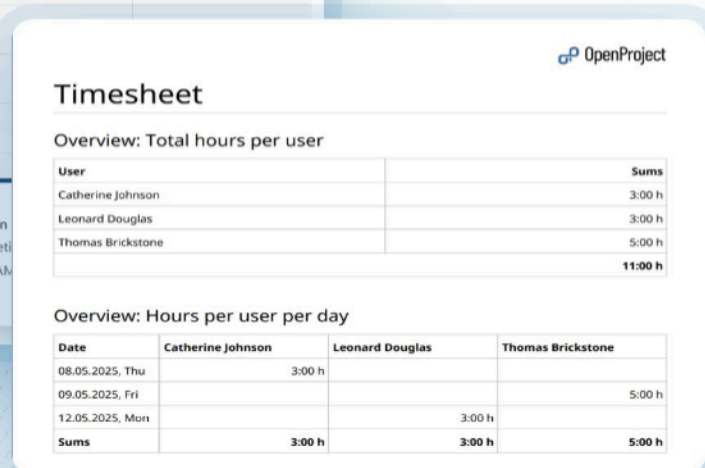 OpenProject
Timesheet
Overview: Total hours per user
User Sums
Catherine Johnson 3:00 h
Leonard Douglas 3:00 h
Thomas Brickstone 5:00 h
11:00 h
Overview: Hours per user per day
Date Catherine Johnson Leonard Douglas Thomas Brickstone
08.05.2025, Thu 3:00 h
09.05.2025, Fri 5:00 h
12.05.2025, Mon 3:00 h
Sums 3:00 h 3:00 h 5:00 h